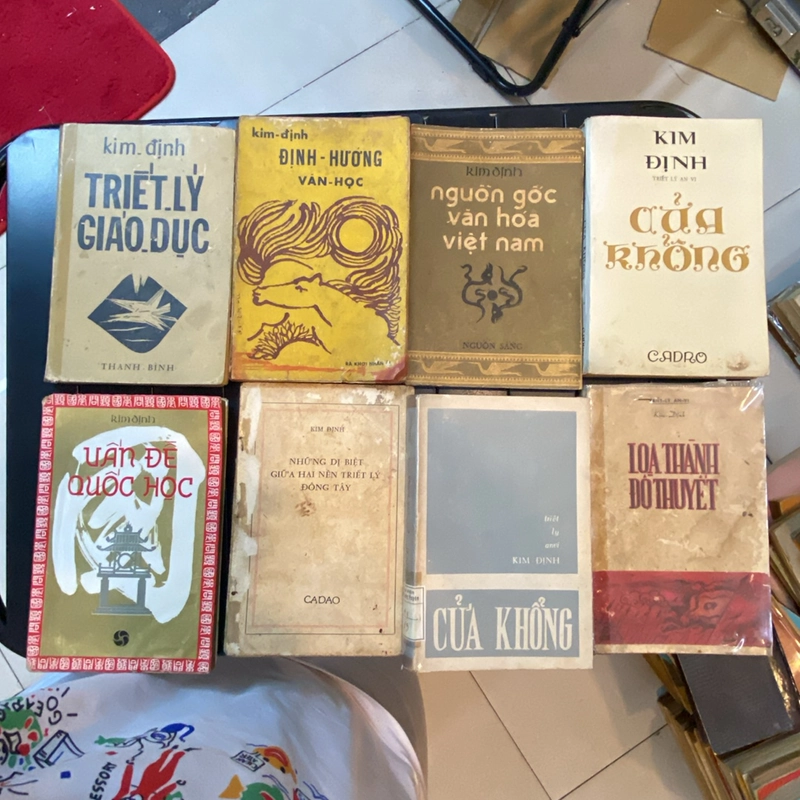 kim-định
TRIẾT-LÝ
GIÁO-DỤC
THANH-BÌNH
kim-định
ĐỊNH-HƯỚNG
VĂN-HỌC
kim định
nguồn gốc
văn hóa
việt nam
NGUỒN SÁNG
KIM
ĐỊNH
TRIẾT LÝ AN VI
CỬA
KHỔNG
CADAO
kim định
VẤN ĐỀ
QUỐC HỌC
KIM ĐỊNH
NHỮNG DỊ BIỆT
GIỮA HAI NỀN TRIẾT LÝ
ĐÔNG TÂY
CADAO
KIM ĐỊNH
CỬA KHỔNG
LOA THÀNH
ĐỒ THUYẾT